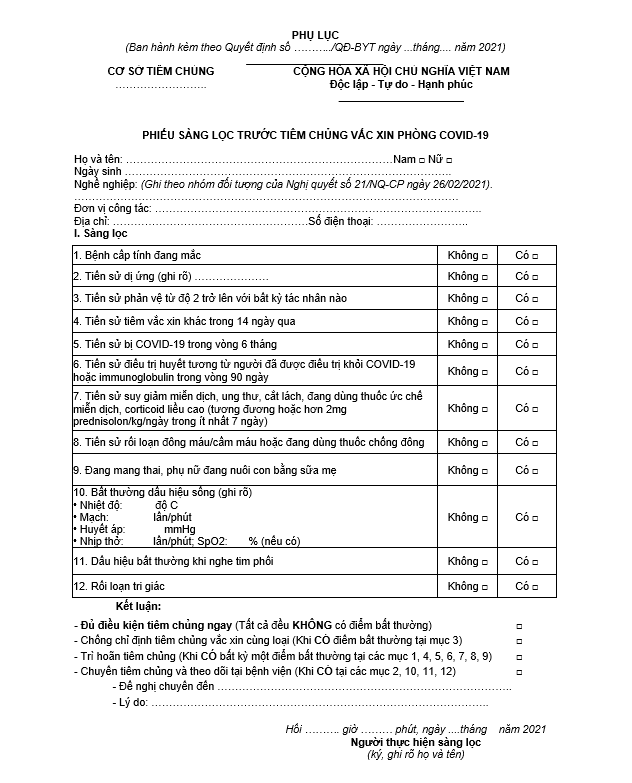 PHỤ LỤC
(Ban hành kèm theo Quyết định số ………../QĐ-BYT ngày ...tháng.... năm 2021)
CƠ SỞ TIÊM CHỦNG
CỘNG HÒA XÃ HỘI CHỦ NGHĨA VIỆT NAM
……………………..
Độc lập - Tự do - Hạnh phúc
PHIẾU SÀNG LỌC TRƯỚC TIÊM CHỦNG VẮC XIN PHÒNG COVID-19
Họ và tên: ……………………………………………………………………Nam □ Nữ □
Ngày sinh …………………………………………………………………………………
Nghề nghiệp: (Ghi theo nhóm đối tượng của Nghị quyết số 21/NQ-CP ngày 26/02/2021).
…………………………………………………………………………………………………
Đơn vị công tác: …………………………………………………………………………………..
Địa chỉ: ………………………………………………Số điện thoại: ……………………..
I. Sàng lọc
1. Bệnh cấp tính đang mắc Không □ Có □
2. Tiền sử dị ứng (ghi rõ) ………………… Không □ Có □
3. Tiền sử phản vệ từ độ 2 trở lên với bất kỳ tác nhân nào Không □ Có □
4. Tiền sử tiêm vắc xin khác trong 14 ngày qua Không □ Có □
5. Tiền sử bị COVID-19 trong vòng 6 tháng Không □ Có □
6. Tiền sử điều trị huyết tương từ người đã được điều trị khỏi COVID-19
hoặc immunoglobulin trong vòng 90 ngày Không □ Có □
7. Tiền sử suy giảm miễn dịch, ung thư, cắt lách, đang dùng thuốc ức chế
miễn dịch, corticoid liều cao (tương đương hoặc hơn 2mg
prednisolon/kg/ngày trong ít nhất 7 ngày) Không □ Có □
8. Tiền sử rối loạn đông máu/cầm máu hoặc đang dùng thuốc chống đông Không □ Có □
9. Đang mang thai, phụ nữ đang nuôi con bằng sữa mẹ Không □ Có □
10. Bất thường dấu hiệu sống (ghi rõ)
• Nhiệt độ: độ C
• Mạch: lần/phút
• Huyết áp: mmHg
• Nhịp thở: lần/phút; SpO2: % (nếu có)
Không □ Có □
11. Dấu hiệu bất thường khi nghe tim phổi Không □ Có □
12. Rối loạn tri giác Không □ Có □
Kết luận:
- Đủ điều kiện tiêm chủng ngay (Tất cả đều KHÔNG có điểm bất thường) □
- Chống chỉ định tiêm chủng vắc xin cùng loại (Khi CÓ điểm bất thường tại mục 3) □
- Trì hoãn tiêm chủng (Khi CÓ bất kỳ một điểm bất thường tại các mục 1, 4, 5, 6, 7, 8, 9) □
- Chuyển tiêm chủng và theo dõi tại bệnh viện (Khi CÓ tại các mục 2, 10, 11, 12) □
- Đề nghị chuyển đến …………………………………………………………………………..
- Lý do: ……………………………………………………………………………………..
Hồi ………. giờ ……… phút, ngày ....tháng năm 2021
Người thực hiện sàng lọc
(ký, ghi rõ họ và tên)